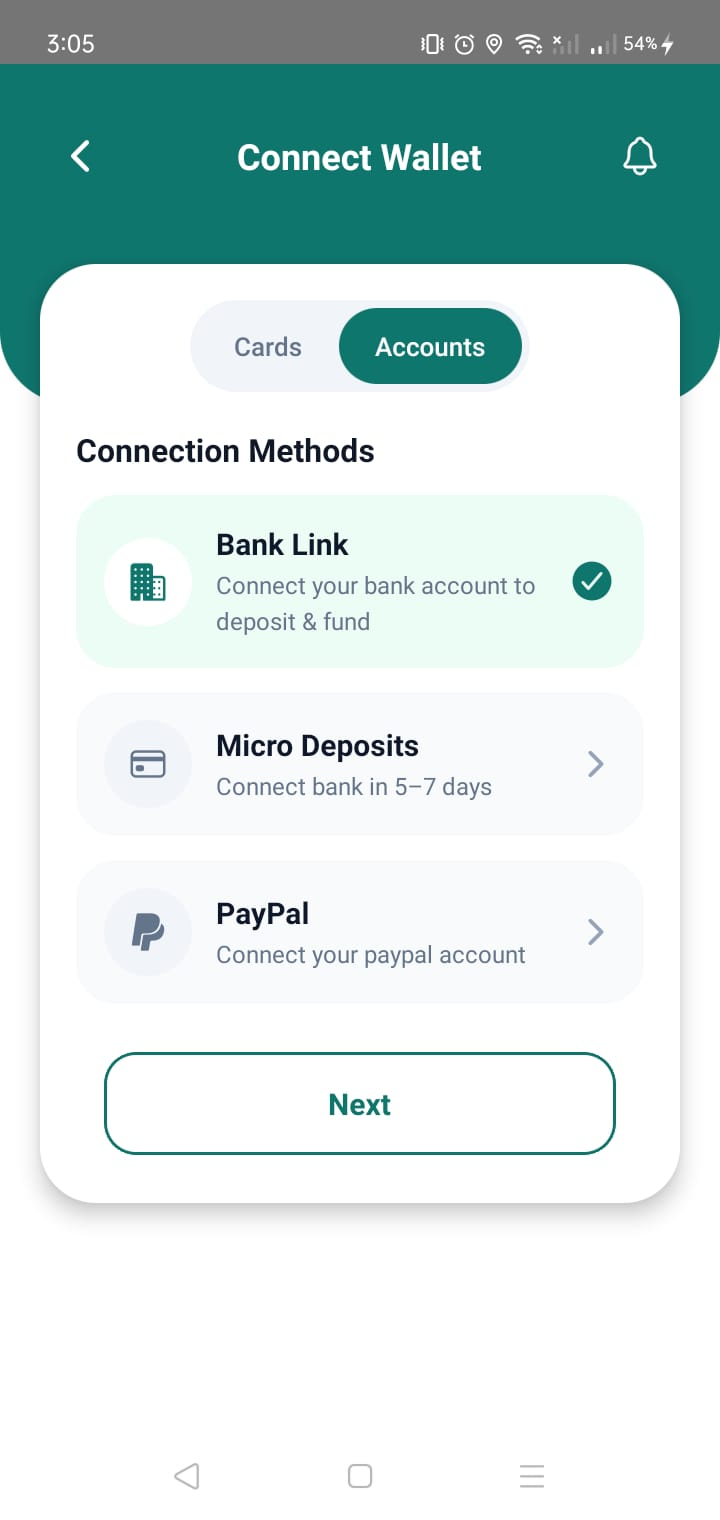 3:05
54%
Connect Wallet
Cards
Accounts
Connection Methods
Bank Link
Connect your bank account to
deposit & fund
Micro Deposits
Connect bank in 5–7 days
PayPal
Connect your paypal account
Next